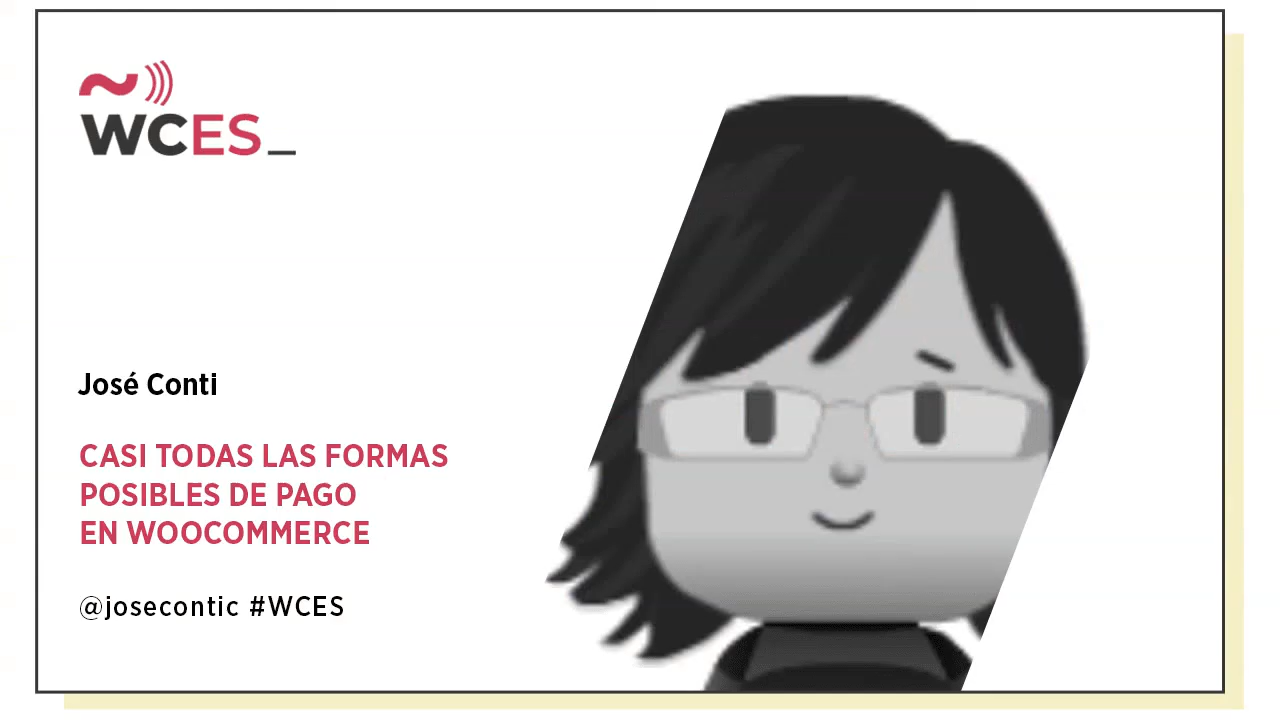 WCES_
José Conti
CASI TODAS LAS FORMAS
POSIBLES DE PAGO
EN WOOCOMMERCE
@josecontic #WCES